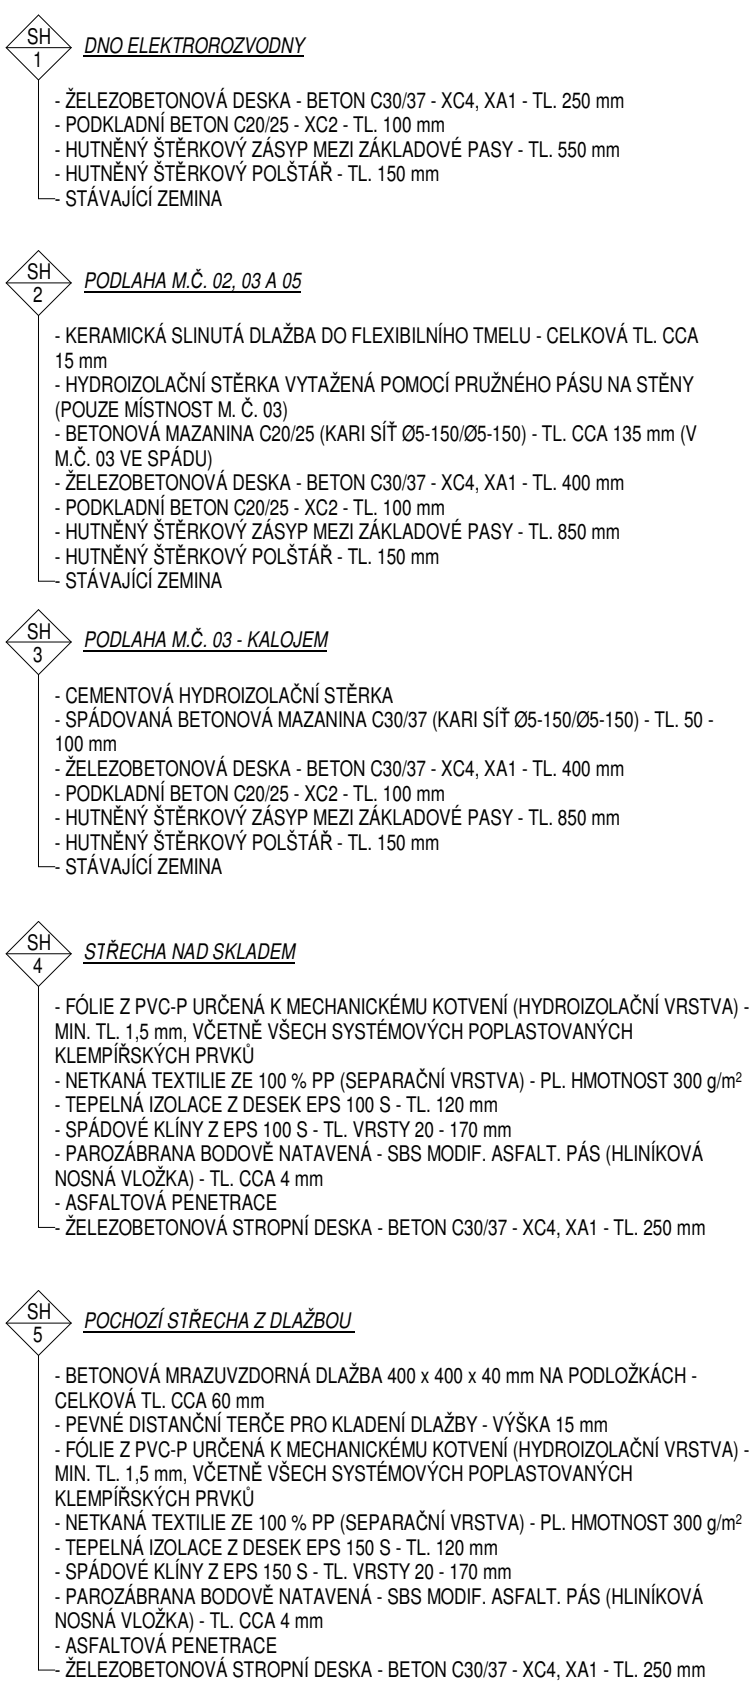 SH
1
DNO ELEKTROROZVODNY
- ŽELEZOBETONOVÁ DESKA - BETON C30/37 - XC4, XA1 - TL. 250 mm
- PODKLADNÍ BETON C20/25 - XC2 - TL. 100 mm
- HUTNĚNÝ ŠTĚRKOVÝ ZÁSYP MEZI ZÁKLADOVÉ PASY - TL. 550 mm
- HUTNĚNÝ ŠTĚRKOVÝ POLŠTÁŘ - TL. 150 mm
- STÁVAJÍCÍ ZEMINA
SH
2
PODLAHA M.Č. 02, 03 A 05
- KERAMICKÁ SLINUTÁ DLAŽBA DO FLEXIBILNÍHO TMELU - CELKOVÁ TL. CCA
15 mm
- HYDROIZOLAČNÍ STĚRKA VYTAŽENÁ POMOCÍ PRUŽNÉHO PÁSU NA STĚNY
(POUZE MÍSTNOST M. Č. 03)
- BETONOVÁ MAZANINA C20/25 (KARI SÍŤ Ø5-150/Ø5-150) - TL. CCA 135 mm (V
M.Č. 03 VE SPÁDU)
- ŽELEZOBETONOVÁ DESKA - BETON C30/37 - XC4, XA1 - TL. 400 mm
- PODKLADNÍ BETON C20/25 - XC2 - TL. 100 mm
- HUTNĚNÝ ŠTĚRKOVÝ ZÁSYP MEZI ZÁKLADOVÉ PASY - TL. 850 mm
- HUTNĚNÝ ŠTĚRKOVÝ POLŠTÁŘ - TL. 150 mm
- STÁVAJÍCÍ ZEMINA
SH
3
PODLAHA M.Č. 03 - KALOJEM
- CEMENTOVÁ HYDROIZOLAČNÍ STĚRKA
- SPÁDOVANÁ BETONOVÁ MAZANINA C30/37 (KARI SÍŤ Ø5-150/Ø5-150) - TL. 50 -
100 mm
- ŽELEZOBETONOVÁ DESKA - BETON C30/37 - XC4, XA1 - TL. 400 mm
- PODKLADNÍ BETON C20/25 - XC2 - TL. 100 mm
- HUTNĚNÝ ŠTĚRKOVÝ ZÁSYP MEZI ZÁKLADOVÉ PASY - TL. 850 mm
- HUTNĚNÝ ŠTĚRKOVÝ POLŠTÁŘ - TL. 150 mm
- STÁVAJÍCÍ ZEMINA
SH
4
STŘECHA NAD SKLADEM
- FÓLIE Z PVC-P URČENÁ K MECHANICKÉMU KOTVENÍ (HYDROIZOLAČNÍ VRSTVA) -
MIN. TL. 1,5 mm, VČETNĚ VŠECH SYSTÉMOVÝCH POPLASTOVANÝCH
KLEMPÍŘSKÝCH PRVKŮ
- NETKANÁ TEXTILIE ZE 100 % PP (SEPARAČNÍ VRSTVA) - PL. HMOTNOST 300 g/m²
- TEPELNÁ IZOLACE Z DESEK EPS 100 S - TL. 120 mm
- SPÁDOVÉ KLÍNY Z EPS 100 S - TL. VRSTY 20 - 170 mm
- PAROZÁBRANA BODOVĚ NATAVENÁ - SBS MODIF. ASFALT. PÁS (HLINÍKOVÁ
NOSNÁ VLOŽKA) - TL. CCA 4 mm
- ASFALTOVÁ PENETRACE
- ŽELEZOBETONOVÁ STROPNÍ DESKA - BETON C30/37 - XC4, XA1 - TL. 250 mm
SH
5
POCHOZÍ STŘECHA Z DLAŽBOU
- BETONOVÁ MRAZUVZDORNÁ DLAŽBA 400 x 400 x 40 mm NA PODLOŽKÁCH -
CELKOVÁ TL. CCA 60 mm
- PEVNÉ DISTANČNÍ TERČE PRO KLADENÍ DLAŽBY - VÝŠKA 15 mm
- FÓLIE Z PVC-P URČENÁ K MECHANICKÉMU KOTVENÍ (HYDROIZOLAČNÍ VRSTVA) -
MIN. TL. 1,5 mm, VČETNĚ VŠECH SYSTÉMOVÝCH POPLASTOVANÝCH
KLEMPÍŘSKÝCH PRVKŮ
- NETKANÁ TEXTILIE ZE 100 % PP (SEPARAČNÍ VRSTVA) - PL. HMOTNOST 300 g/m²
- TEPELNÁ IZOLACE Z DESEK EPS 150 S - TL. 120 mm
- SPÁDOVÉ KLÍNY Z EPS 150 S - TL. VRSTY 20 - 170 mm
- PAROZÁBRANA BODOVĚ NATAVENÁ - SBS MODIF. ASFALT. PÁS (HLINÍKOVÁ
NOSNÁ VLOŽKA) - TL. CCA 4 mm
- ASFALTOVÁ PENETRACE
- ŽELEZOBETONOVÁ STROPNÍ DESKA - BETON C30/37 - XC4, XA1 - TL. 250 mm